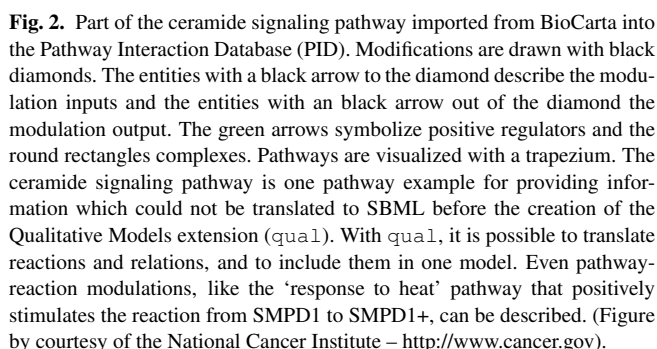 Fig. 2. Part of the ceramide signaling pathway imported from BioCarta into
the Pathway Interaction Database (PID). Modifications are drawn with black
diamonds. The entities with a black arrow to the diamond describe the modu-
lation inputs and the entities with an black arrow out of the diamond the
modulation output. The green arrows symbolize positive regulators and the
round rectangles complexes. Pathways are visualized with a trapezium. The
ceramide signaling pathway is one pathway example for providing infor-
mation which could not be translated to SBML before the creation of the
Qualitative Models extension (qual). With qual, it is possible to translate
reactions and relations, and to include them in one model. Even pathway-
reaction modulations, like the ‘response to heat’ pathway that positively
stimulates the reaction from SMPD1 to SMPD1+, can be described. (Figure
by courtesy of the National Cancer Institute – http://www.cancer.gov).